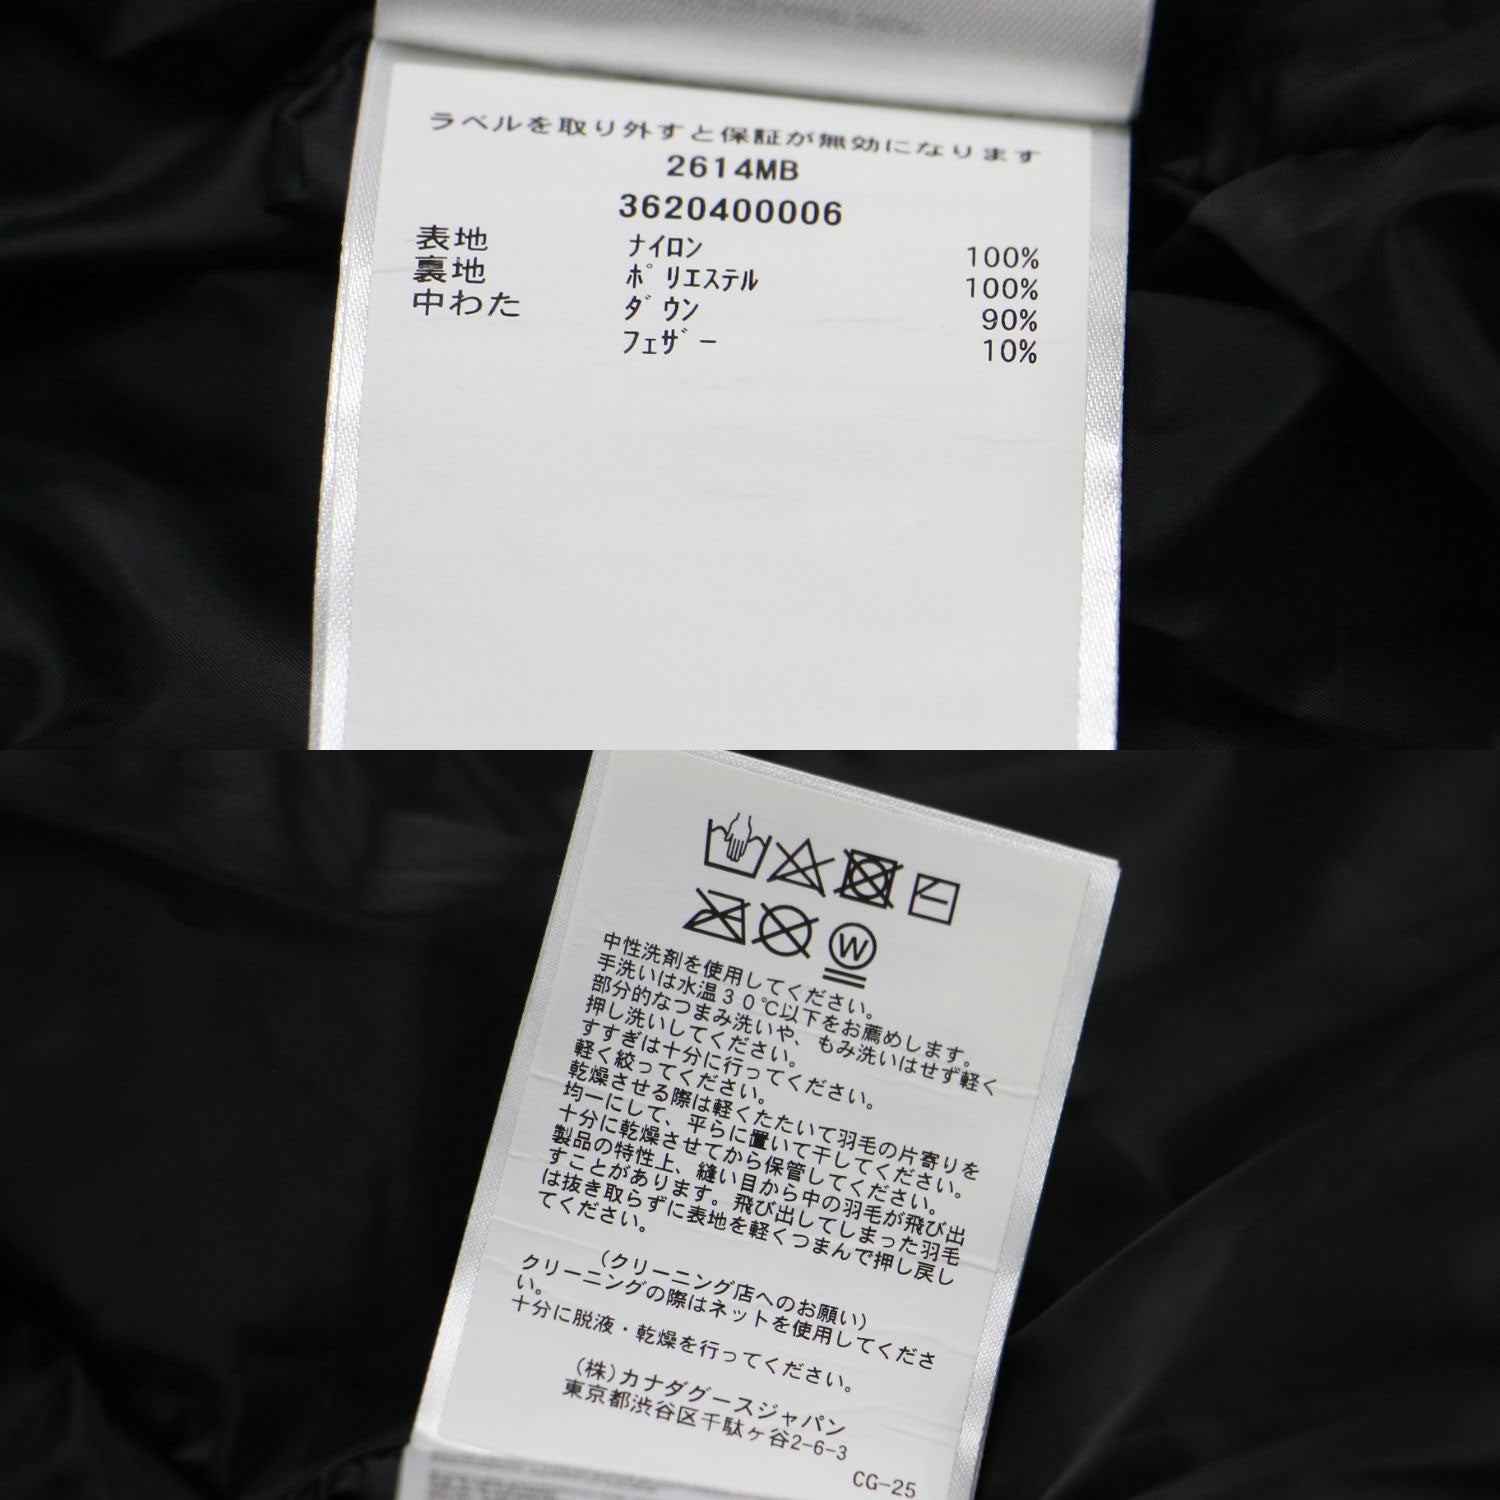 ラベルを取り外すと保証が無効になります
2614MB
3620400006
表地 ナイロン 100%
裏地 ポリエステル 100%
中わた ダウン 90%
フェザー 10%
W
中性洗剤を使用してください。
手洗いは水温30℃以下をお薦めします。
部分的なつまみ洗いや、もみ洗いはせず軽く
押し洗いしてください。
すすぎは十分に行ってください。
軽く絞ってください。
乾燥させる際は軽くたたいて羽毛の片寄りを
均一にして、平らに置いて干してください。
十分に乾燥させてから保管してください。
製品の特性上、縫い目から中の羽毛が飛び出
すことがあります。飛び出してしまった羽毛
は抜き取らずに表地を軽くつまんで押し戻し
てください。
(クリーニング店へのお願い)
クリーニングの際はネットを使用してくださ
い。
十分に脱液・乾燥を行ってください。
(株)カナダグースジャパン
東京都渋谷区千駄ヶ谷2-6-3
CG-25